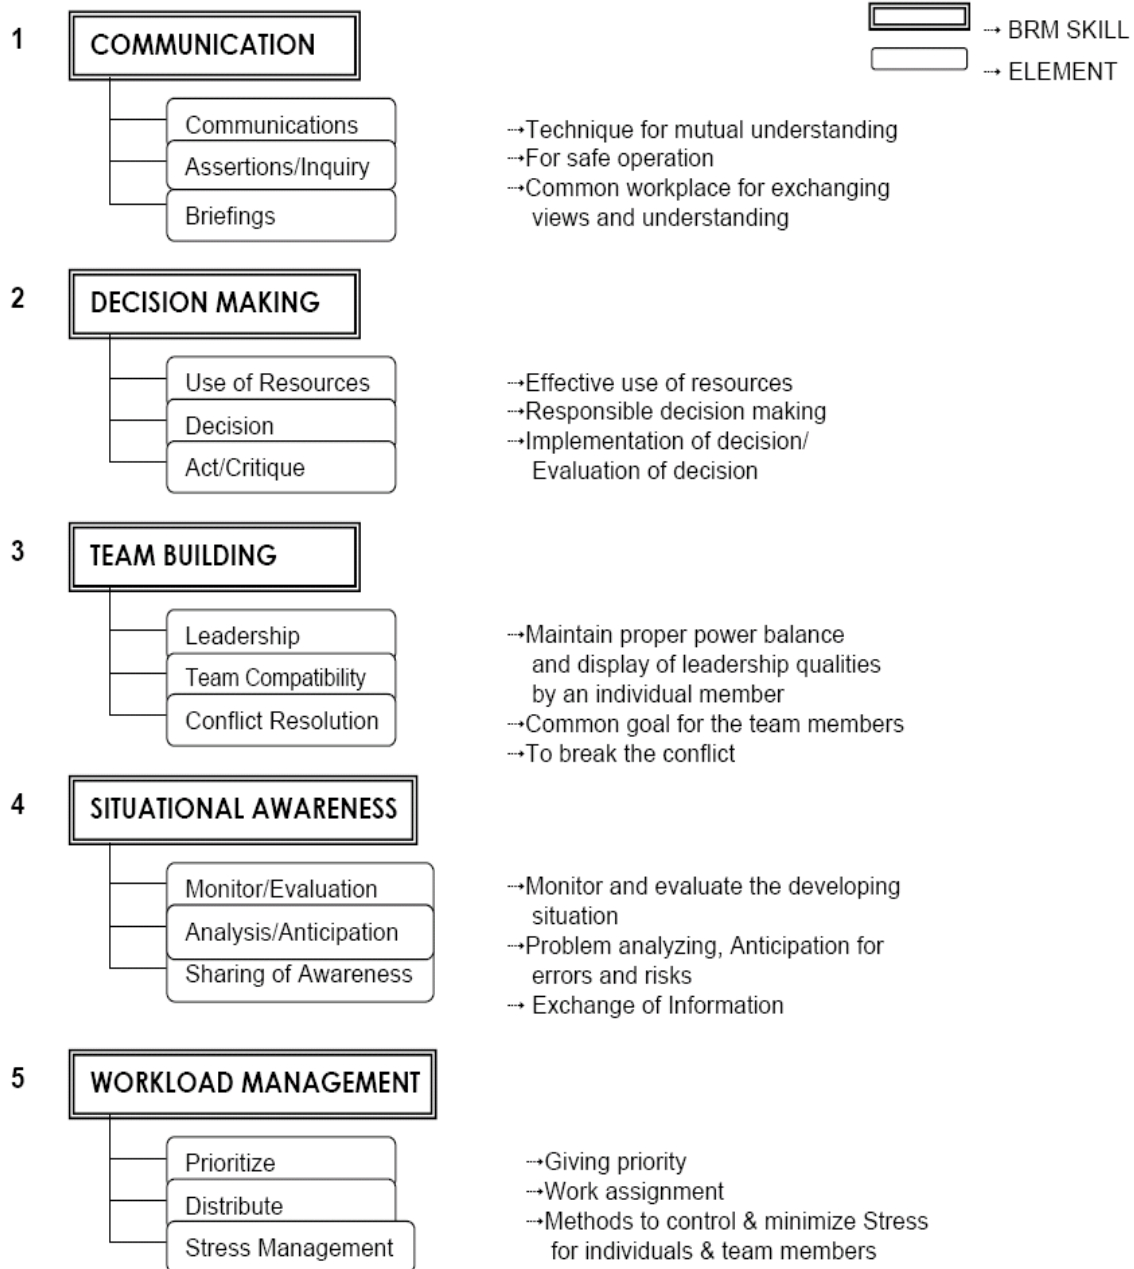 → BRM SKILL
→ ELEMENT
1 COMMUNICATION
Communications
Assertions/Inquiry
Briefings
→Technique for mutual understanding
→For safe operation
→Common workplace for exchanging
views and understanding
2 DECISION MAKING
Use of Resources
Decision
Act/Critique
→Effective use of resources
→Responsible decision making
→Implementation of decision/
Evaluation of decision
3 TEAM BUILDING
Leadership
Team Compatibility
Conflict Resolution
→Maintain proper power balance
and display of leadership qualities
by an individual member
→Common goal for the team members
→To break the conflict
4 SITUATIONAL AWARENESS
Monitor/Evaluation
Analysis/Anticipation
Sharing of Awareness
→Monitor and evaluate the developing
situation
→Problem analyzing, Anticipation for
errors and risks
→ Exchange of Information
5 WORKLOAD MANAGEMENT
Prioritize
Distribute
Stress Management
→Giving priority
→Work assignment
→Methods to control & minimize Stress
for individuals & team members